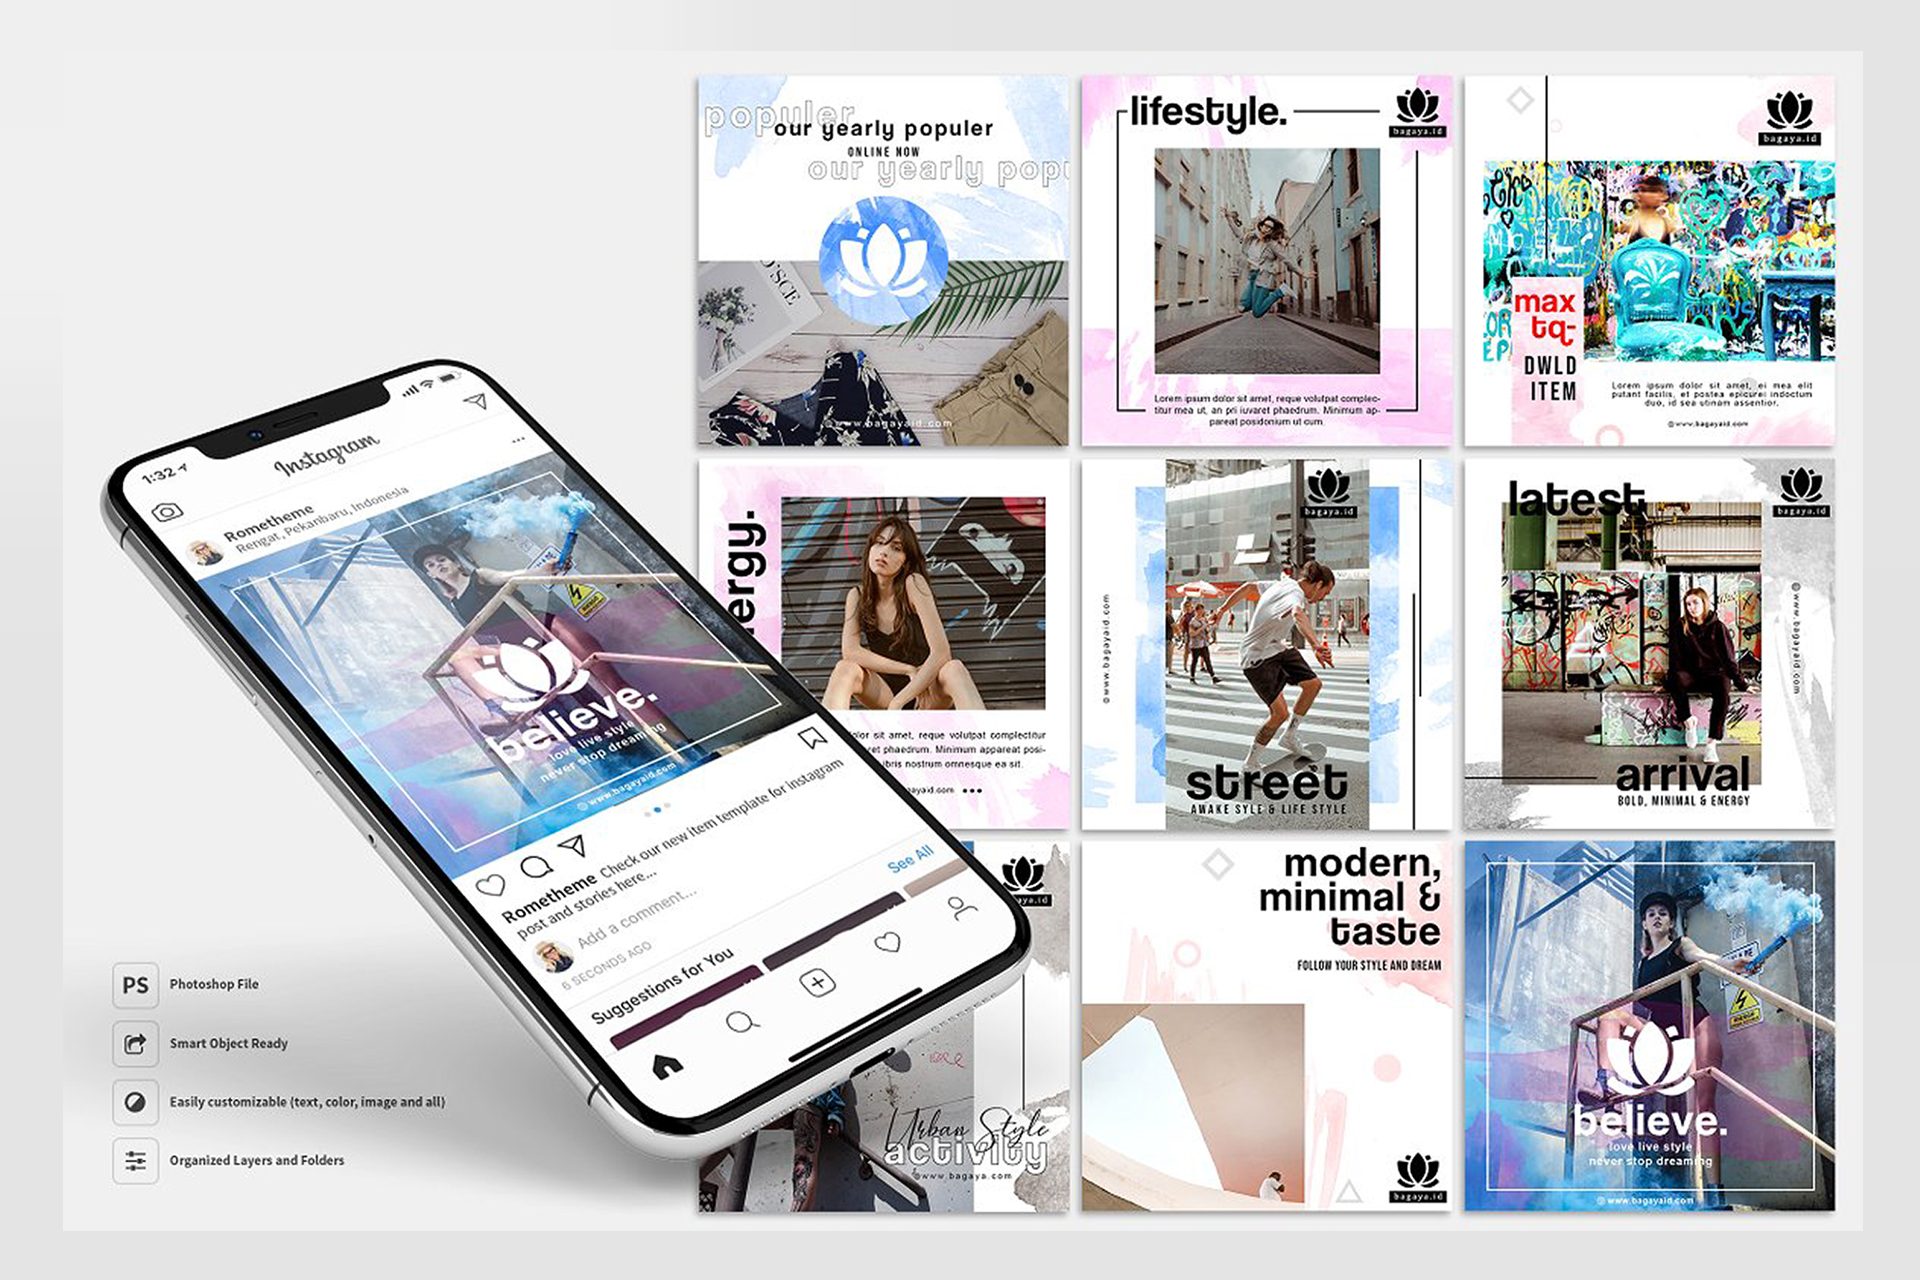 1:32
Instagram
Rometheme
Rengat, Pekanbaru, Indonesia
believe.
love live style
never stop dreaming
www.bagayaid.com
Rometheme Check our new item template for instagram
post and stories here...
Add a comment...
6 SECONDS AGO
Suggestions for You
See All
PS
Photoshop File
Smart Object Ready
Easily customizable (text, color, image and all)
Organized Layers and Folders
populer
our yearly populer
ONLINE NOW
our yearly popu
O'SCE
www.bagayaid.com
lifestyle.
bagaya.id
Lorem ipsum dolor sit amet, reque volutpat complec-
titur mea ut, an pri iuvaret phaedrum. Minimum ap-
pareat posidonium ut cum.
bagaya.id
max
tq-
DWLD
ITEM
Lorem ipsum dolor sit amet, ei mea elit
putant facilis, et postea epicurei indoctum
duo, id sea utinam assentior.
@www.bagayaid.com
ergy.
olor sit amet, reque volutpat complectitur
ret phaedrum. Minimum appareat posi-
ibris nostrum omnesque ea sit.
ayaid.com
bagaya.id
@www.bagayaid.com
street
AWAKE SYLE & LIFE STYLE
latest
bagaya.id
@www.bagayaid.com
arrival
BOLD, MINIMAL & ENERGY
aya.id
Urban Style
activity
@www.bagaya.com
modern,
minimal &
taste
FOLLOW YOUR STYLE AND DREAM
bagaya.id
believe.
love live style
never stop dreaming
www.bagayaid.com